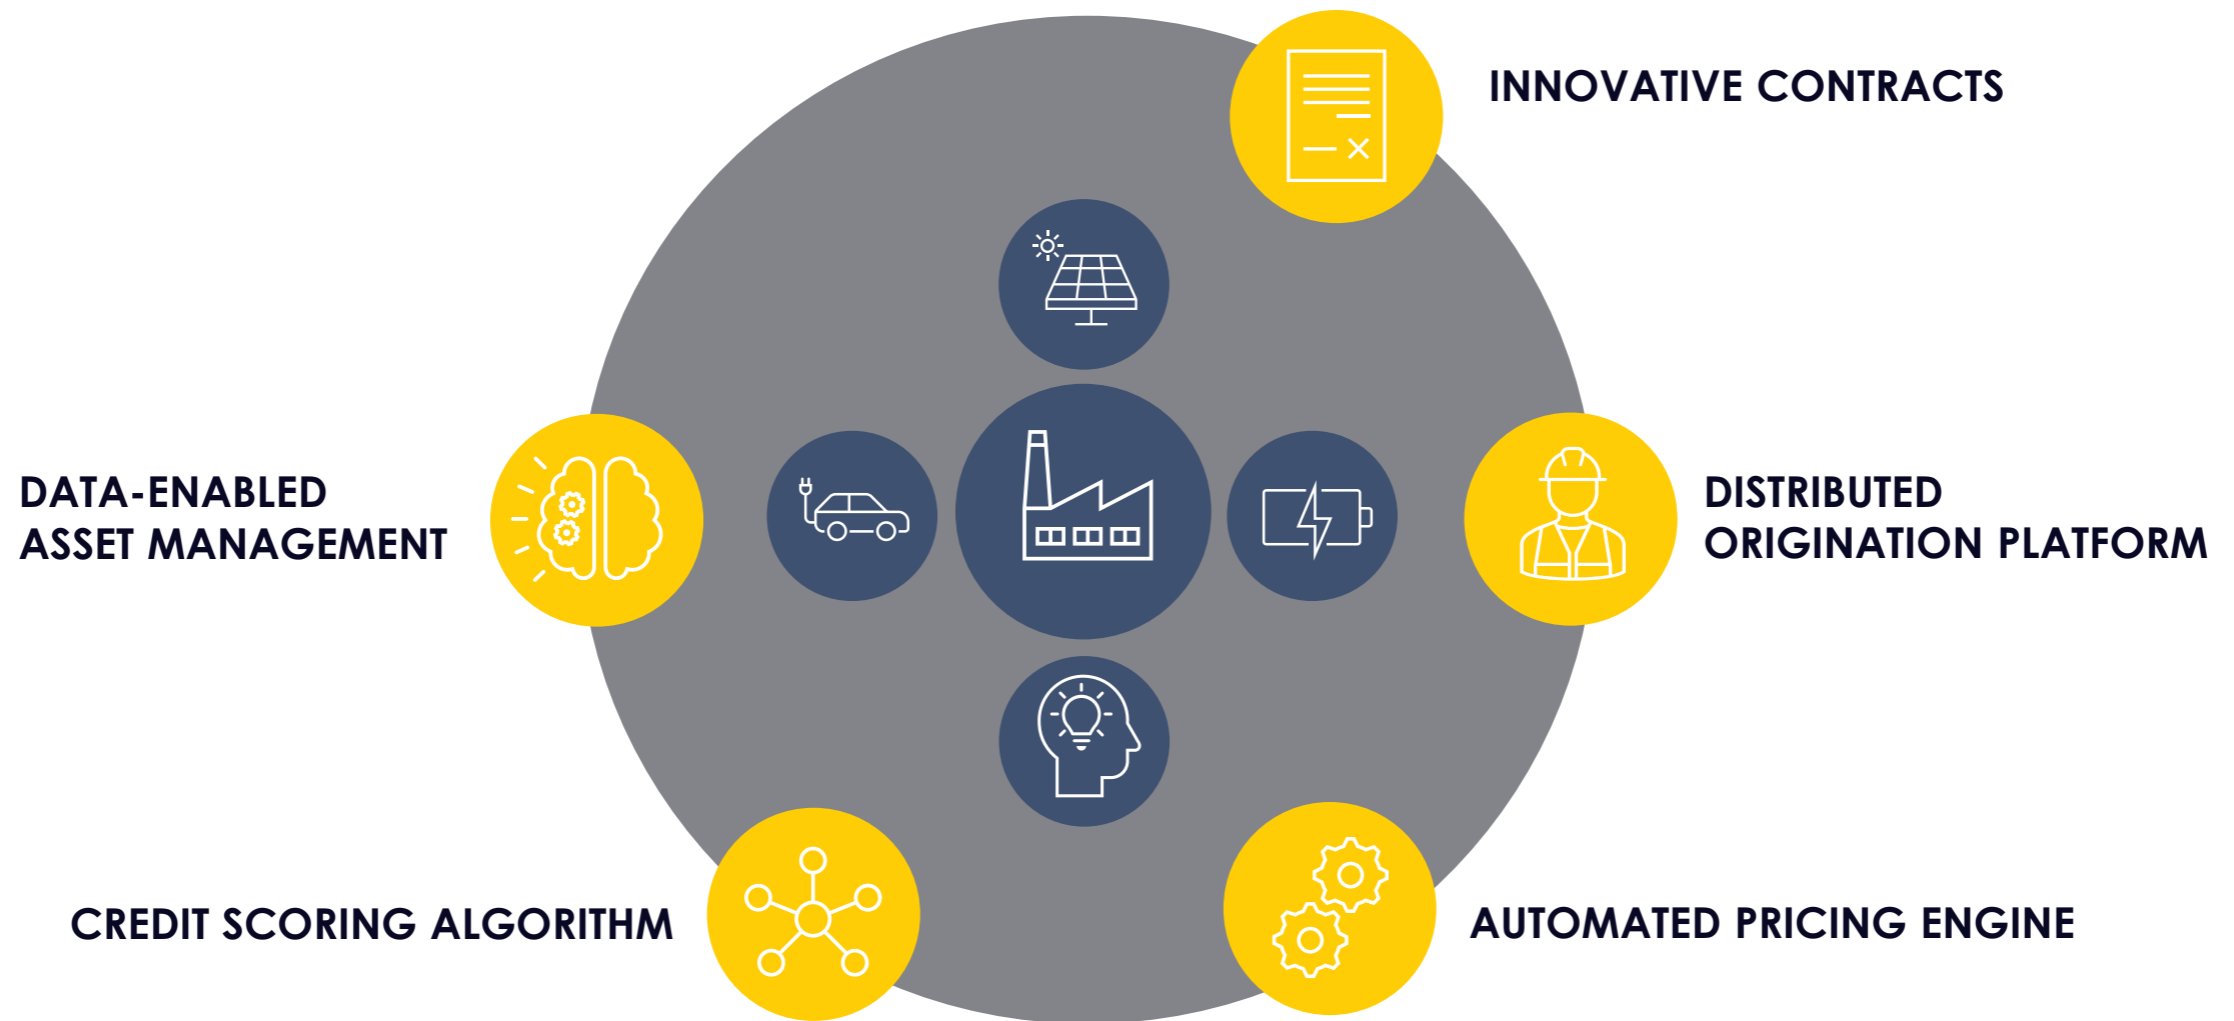 INNOVATIVE CONTRACTS
DATA-ENABLED
ASSET MANAGEMENT
DISTRIBUTED
ORIGINATION PLATFORM
CREDIT SCORING ALGORITHM
AUTOMATED PRICING ENGINE